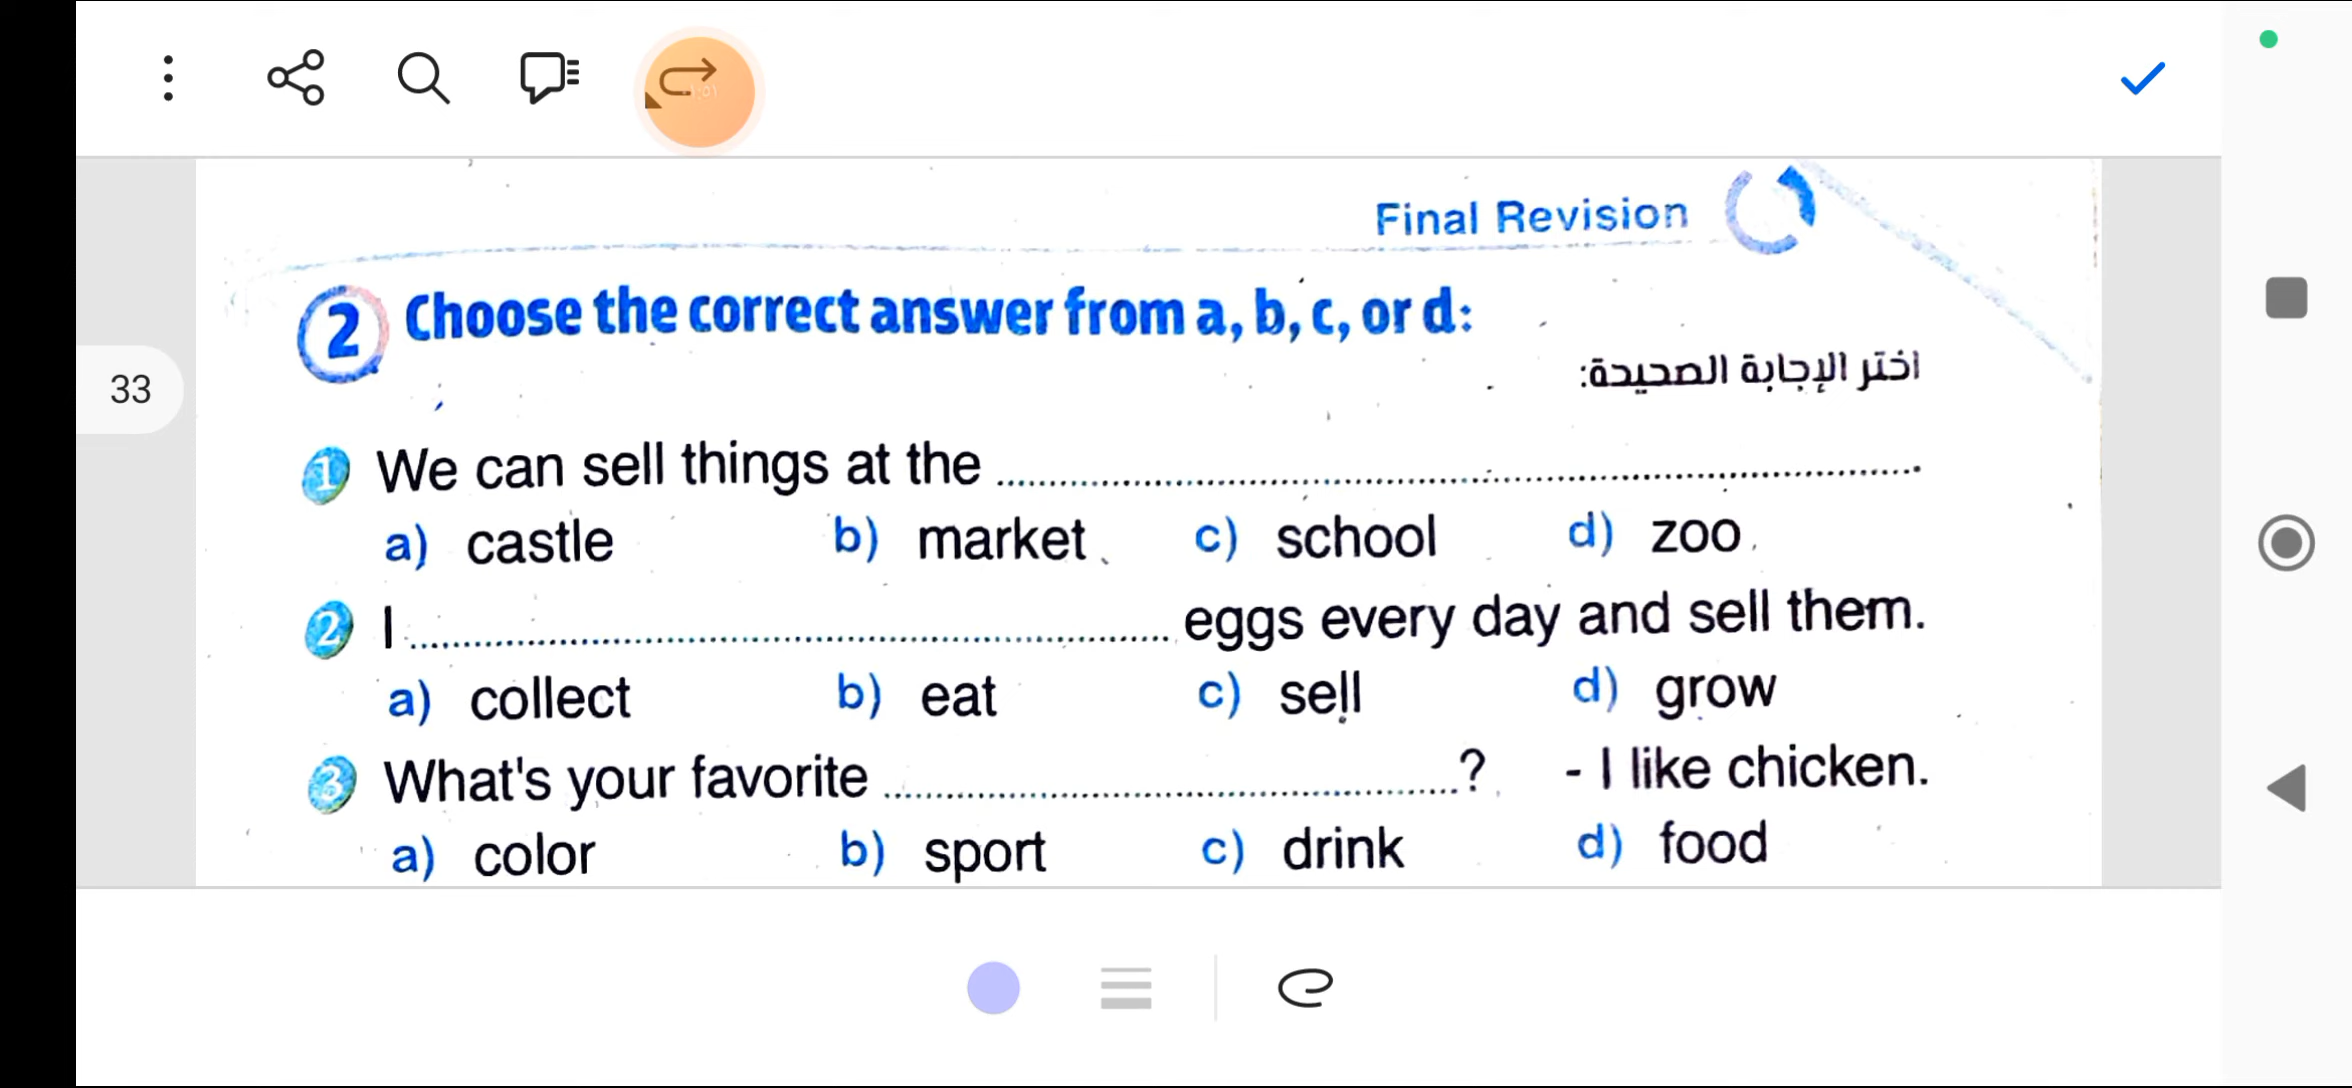 33
Final Revision
2 Choose the correct answer from a, b, c, or d:
اختر الإجابة الصحيحة:
1 We can sell things at the ........................................
a) castle b) market c) school d) zoo
2 I ........................................ eggs every day and sell them.
a) collect b) eat c) sell d) grow
3 What's your favorite ........................................? - I like chicken.
a) color b) sport c) drink d) food